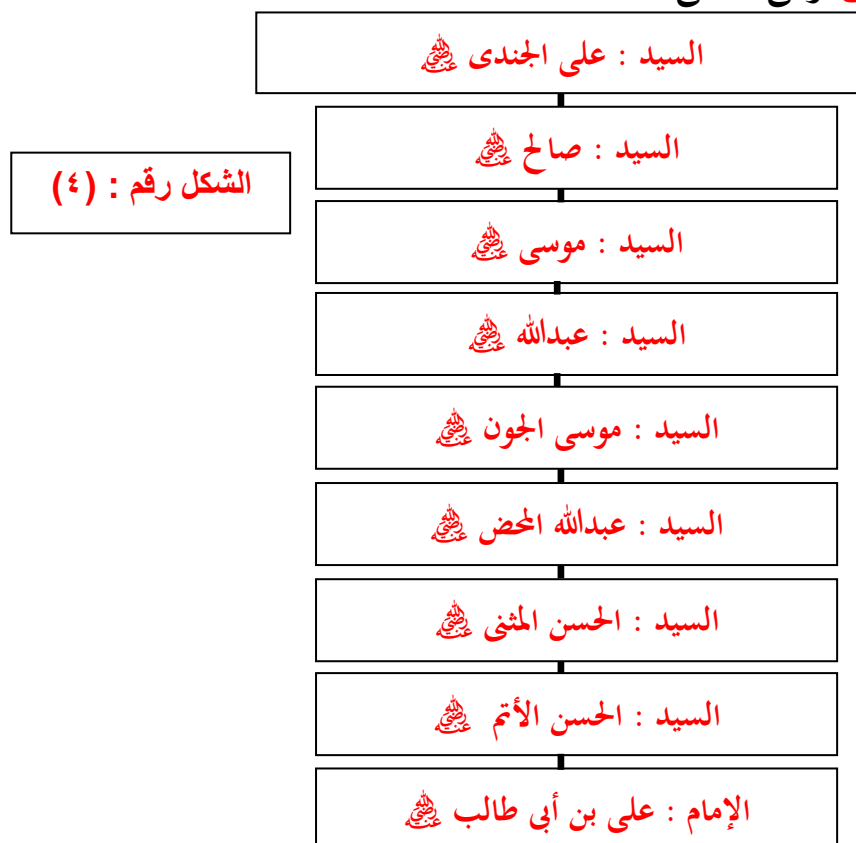 السيد : على الجندى ﵁
السيد : صالح ﵁
الشكل رقم : (٤)
السيد : موسى ﵁
السيد : عبدالله ﵁
السيد : موسى الجون ﵁
السيد : عبدالله المحض ﵁
السيد : الحسن المثنى ﵁
السيد : الحسن الأتم ﵁
الإمام : على بن أبى طالب ﵁